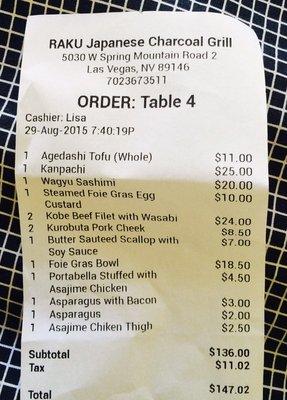 RAKU Japanese Charcoal Grill
5030 W Spring Mountain Road 2
Las Vegas, NV 89146
7023673511
ORDER: Table 4
Cashier: Lisa
29-Aug-2015 7:40:19P
1 Agedashi Tofu (Whole) $11.00
1 Kanpachi $25.00
1 Wagyu Sashimi $20.00
1 Steamed Foie Gras Egg $10.00
Custard
2 Kobe Beef Filet with Wasabi $24.00
2 Kurobuta Pork Cheek $8.50
1 Butter Sauteed Scallop with $7.00
Soy Sauce
1 Foie Gras Bowl $18.50
1 Portabella Stuffed with $4.50
Asajime Chicken
1 Asparagus with Bacon $3.00
1 Asparagus $2.00
1 Asajime Chiken Thigh $2.50
Subtotal $136.00
Tax $11.02
Total $147.02